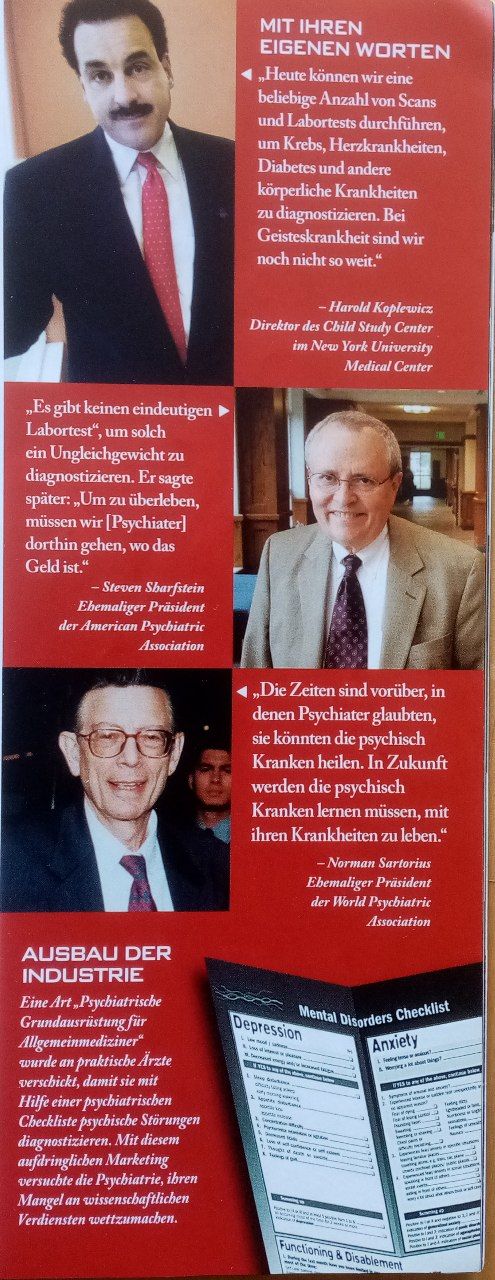 MIT IHREN
EIGENEN WORTEN
„Heute können wir eine
beliebige Anzahl von Scans
und Labortests durchführen,
um Krebs, Herzkrankheiten,
Diabetes und andere
körperliche Krankheiten
zu diagnostizieren. Bei
Geisteskrankheit sind wir
noch nicht so weit.“
– Harold Koplewicz
Direktor des Child Study Center
im New York University
Medical Center
„Es gibt keinen eindeutigen
Labortest“, um solch
ein Ungleichgewicht zu
diagnostizieren. Er sagte
später: „Um zu überleben,
müssen wir [Psychiater]
dorthin gehen, wo das
Geld ist.“
– Steven Sharfstein
Ehemaliger Präsident
der American Psychiatric
Association
„Die Zeiten sind vorüber, in
denen Psychiater glaubten,
sie könnten die psychisch
Kranken heilen. In Zukunft
werden die psychisch
Kranken lernen müssen, mit
ihren Krankheiten zu leben.“
– Norman Sartorius
Ehemaliger Präsident
der World Psychiatric
Association
AUSBAU DER
INDUSTRIE
Eine Art „Psychiatrische
Grundausrüstung für
Allgemeinmediziner“
wurde an praktische Ärzte
verschickt, damit sie mit
Hilfe einer psychiatrischen
Checkliste psychische Störungen
diagnostizieren. Mit diesem
aufdringlichen Marketing
versuchte die Psychiatrie, ihren
Mangel an wissenschaftlichen
Verdiensten wettzumachen.
Mental Disorders Checklist
Depression
Anxiety
Summing up
Summing up
Functioning & Disablement